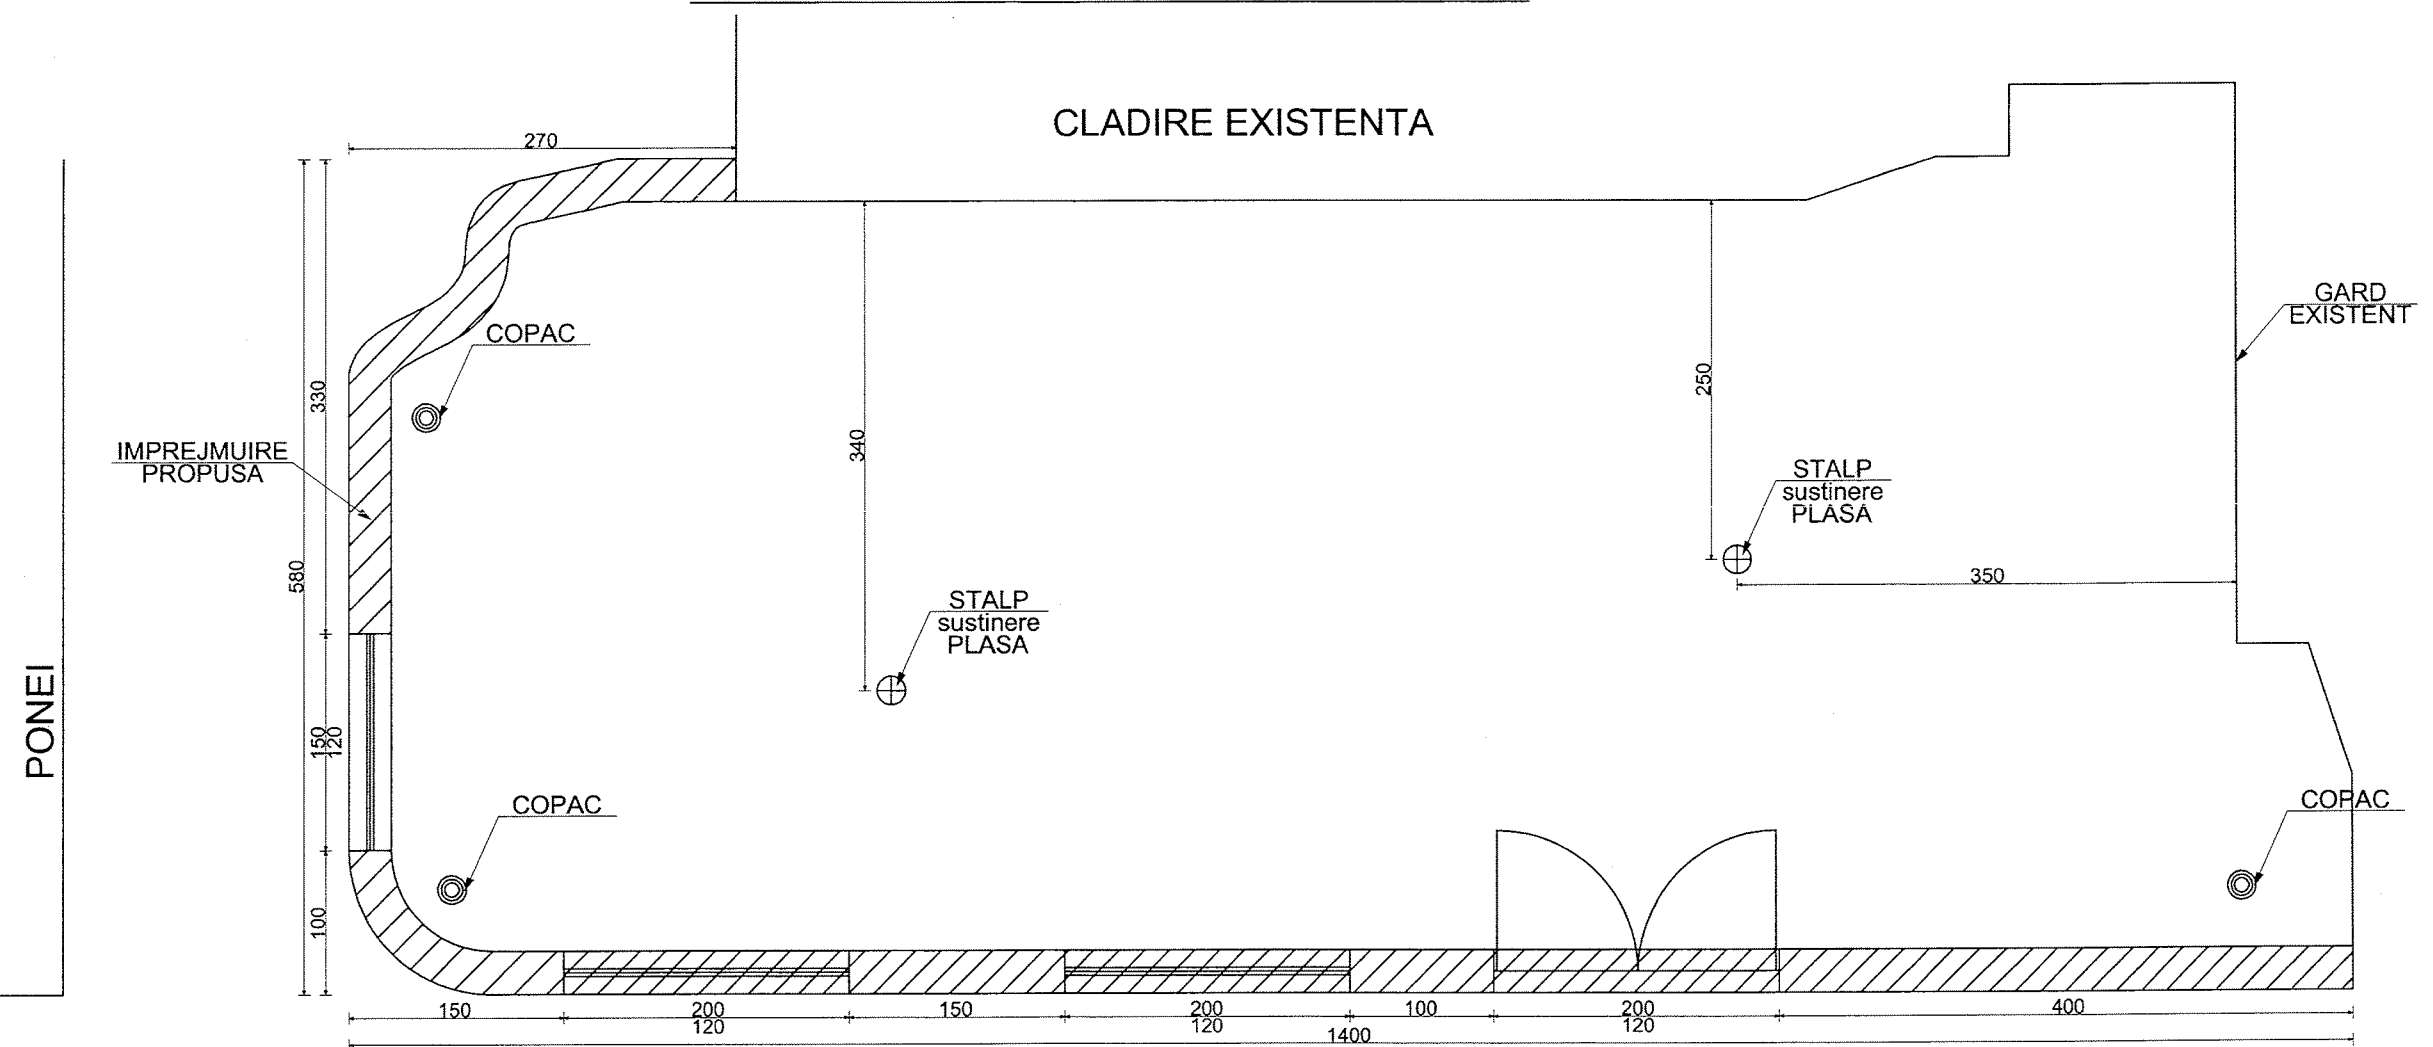 CLADIRE EXISTENTA
270
GARD
EXISTENT
COPAC
330
250
340
IMPREJMUIRE
PROPUSA
STALP
sustinere
PLASA
580
350
STALP
sustinere
PLASA
PONEI
150
120
COPAC
COPAC
100
150
200
120
150
200
120
100
200
120
400
1400